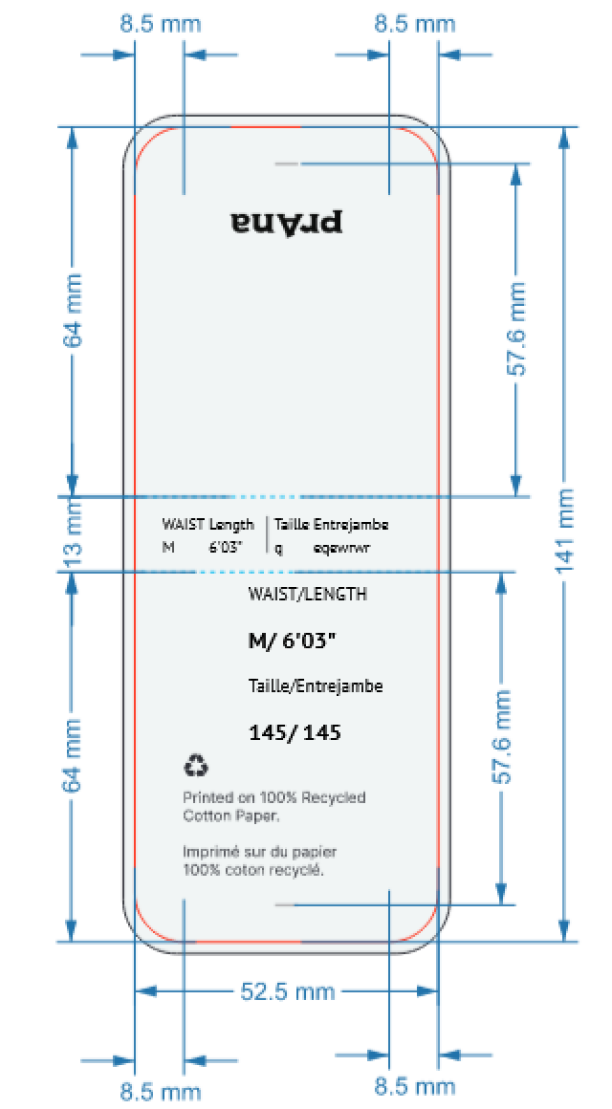 8.5 mm 8.5 mm
prAna
64 mm
57.6 mm
13 mm
141 mm
WAIST Length Taille Entrejambe
M 6'03" q eqewrwr
WAIST/LENGTH
M/ 6'03"
Taille/Entrejambe
145/ 145
64 mm
57.6 mm
Printed on 100% Recycled
Cotton Paper.
Imprimé sur du papier
100% coton recyclé.
52.5 mm
8.5 mm 8.5 mm